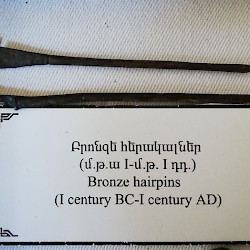 Բրոնզե հերակալներ
(մ.թ.ա I-մ.թ. I դդ.)
Bronze hairpins
(I century BC-I century AD)